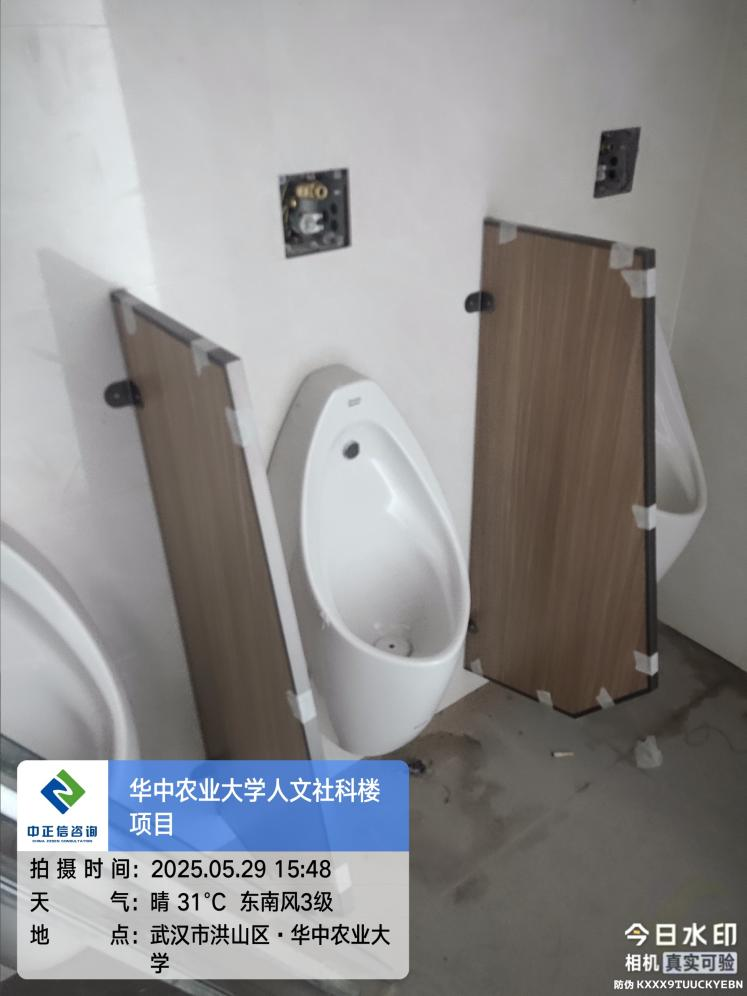 中正信咨询
CHINA ZIXIN CONSULTATION
华中农业大学人文社科楼
项目
拍摄时间：2025.05.29 15:48
天气：晴 31℃ 东南风3级
地点：武汉市洪山区·华中农业大
学
今日水印
相机 真实可验
防伪 KXXX9TUUCKYEBN